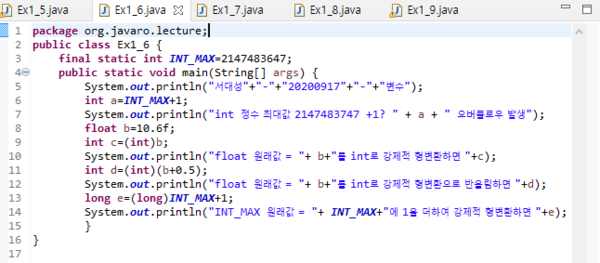 Ex1_5.java Ex1_6.java Ex1_7.java Ex1_8.java Ex1_9.java
1 package org.javaro.lecture;
2 public class Ex1_6 {
3 final static int INT_MAX=2147483647;
4 public static void main(String[] args) {
5 System.out.println("서대성"+"-"+"20200917"+"-"+"변수");
6 int a=INT_MAX+1;
7 System.out.println("int 정수 최대값 2147483747 +1? " + a + " 오버플로우 발생");
8 float b=10.6f;
9 int c=(int)b;
10 System.out.println("float 원래값 = "+ b+"를 int로 강제적 형변환하면 "+c);
11 int d=(int)(b+0.5);
12 System.out.println("float 원래값 = "+ b+"를 int로 강제적 형변환으로 반올림하면 "+d);
13 long e=(long)INT_MAX+1;
14 System.out.println("INT_MAX 원래값 = "+ INT_MAX+"에 1을 더하여 강제적 형변환하면 "+e);
15 }
16 }
17